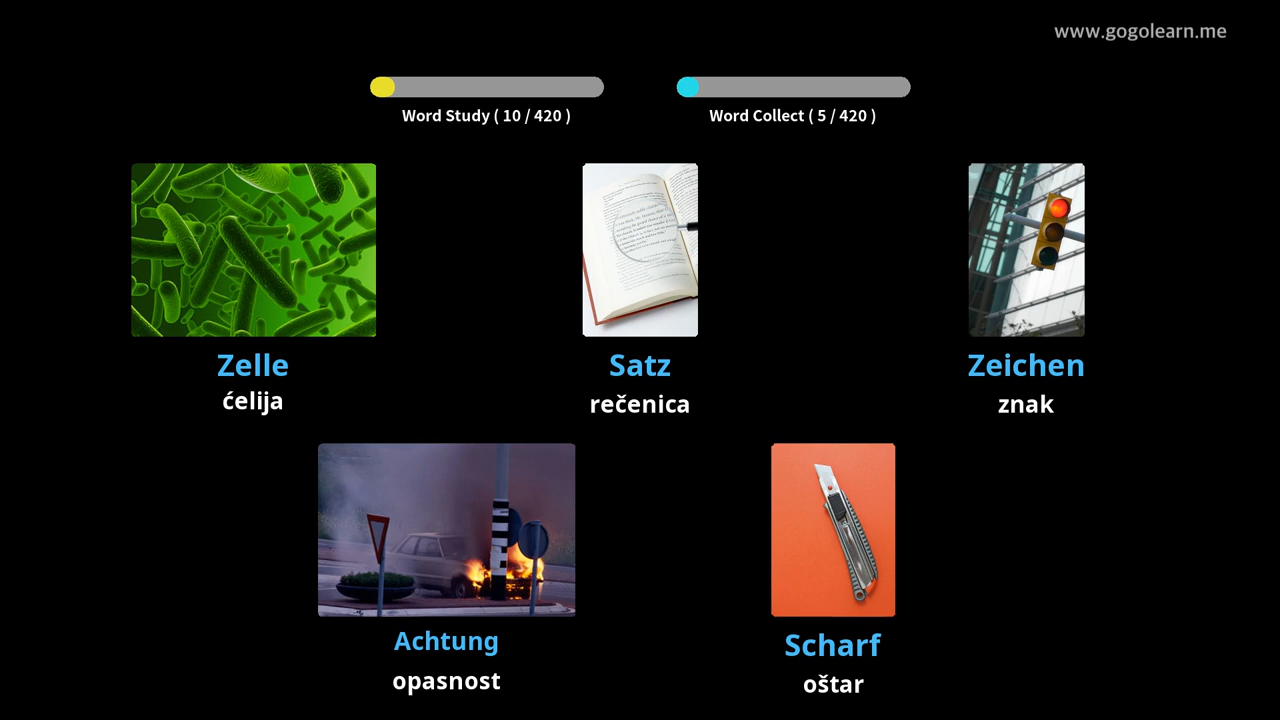 www.gogolearn.me
Word Study ( 10 / 420 )
Word Collect ( 5 / 420 )
Zelle
ćelija
Satz
rečenica
Zeichen
znak
Achtung
opasnost
Scharf
oštar